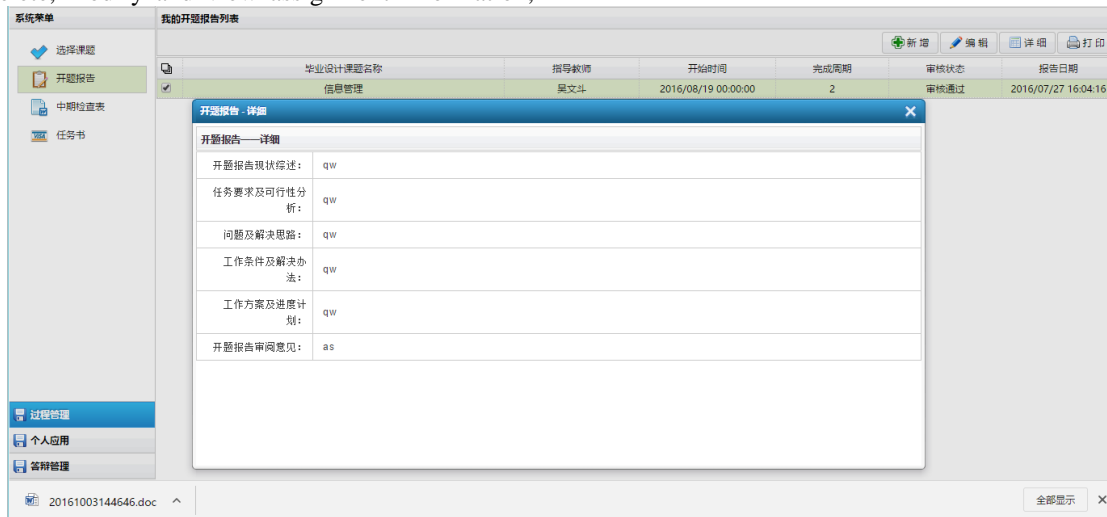 系统荣单
我的开题报告列表
选择课题
开题报告
中期检查表
任务书
新增 编辑 详细 打印
毕业设计课题名称 指导教师 开始时间 完成周期 审核状态 报告日期
信息管理 吴文斗 2016/08/19 00:00:00 2 审核通过 2016/07/27 16:04:16
开题报告 - 详细
开题报告——详细
开题报告现状综述: qw
任务要求及可行性分
析: qw
问题及解决思路: qw
工作条件及解决办
法: qw
工作方案及进度计
划: qw
开题报告审阅意见: as
过程管理
个人应用
答辩管理
20161003144646.doc
全部显示